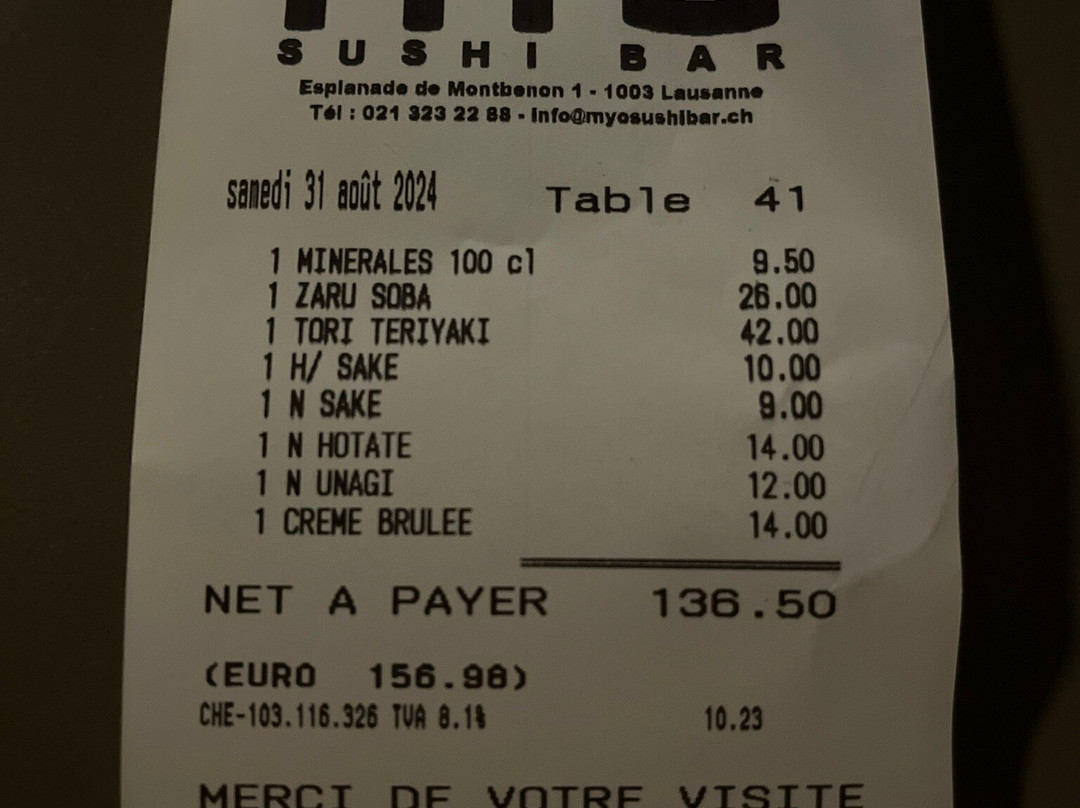 SUSHI BAR
Esplanade de Montbenon 1 - 1003 Lausanne
Tél : 021 323 22 88 - info@myosushibar.ch
samedi 31 août 2024 Table 41
1 MINERALES 100 cl 9.50
1 ZARU SOBA 26.00
1 TORI TERIYAKI 42.00
1 H/ SAKE 10.00
1 N SAKE 9.00
1 N HOTATE 14.00
1 N UNAGI 12.00
1 CREME BRULEE 14.00
NET A PAYER 136.50
(EURO 156.98)
CHE-103.116.326 TVA 8.1% 10.23
MERCI DE VOTRE VISITE